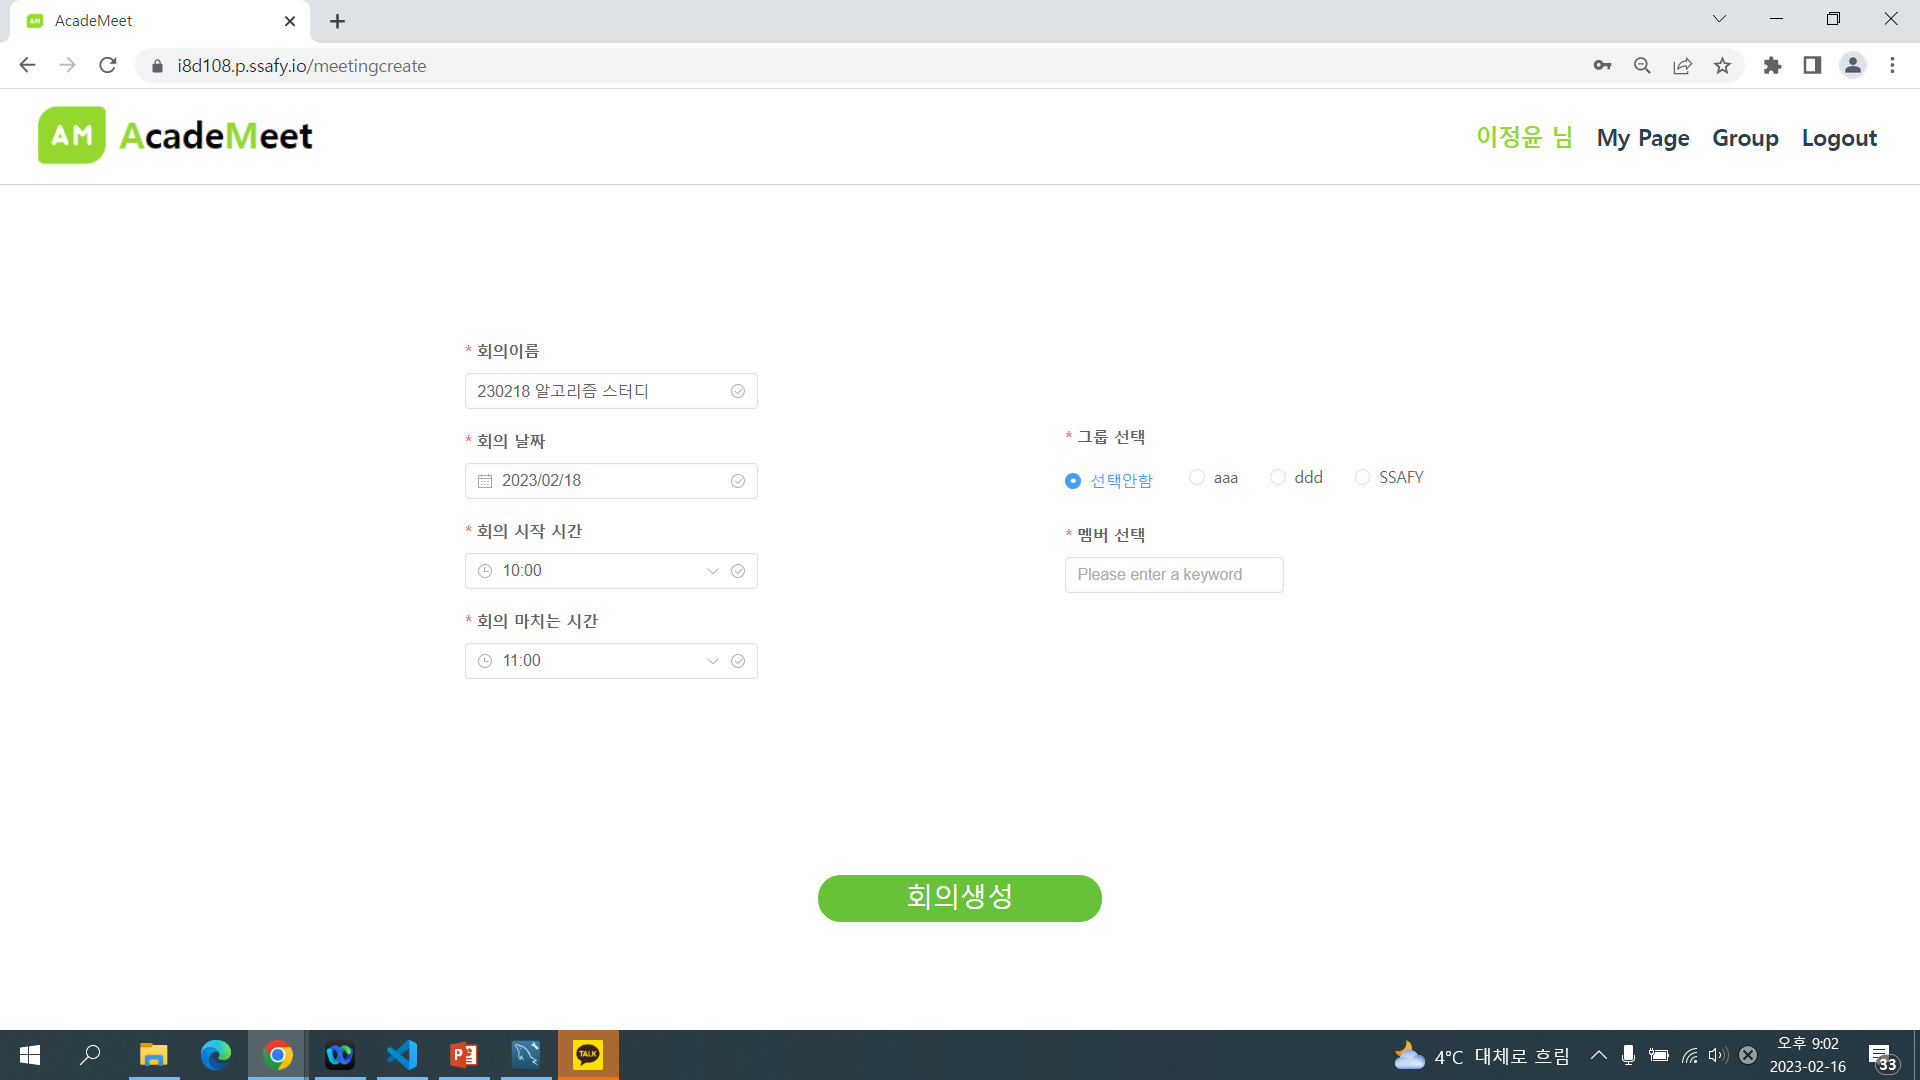 AcadeMeet
i8d108.p.ssafy.io/meetingcreate
AM AcadeMeet
이정윤 님 My Page Group Logout
* 회의이름
230218 알고리즘 스터디
* 회의 날짜
2023/02/18
* 회의 시작 시간
10:00
* 회의 마치는 시간
11:00
* 그룹 선택
선택안함 aaa ddd SSAFY
* 멤버 선택
Please enter a keyword
회의생성
TALK
4°C 대체로 흐림
오후 9:02
2023-02-16
33